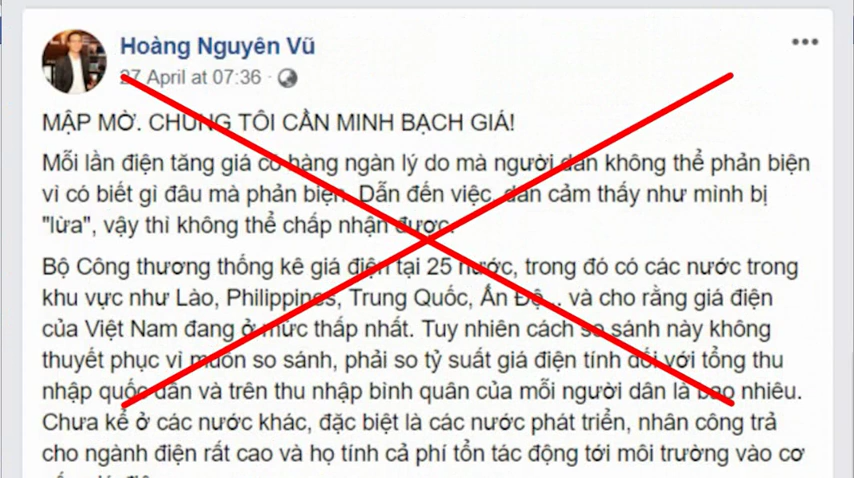 Hoàng Nguyên Vũ
27 April at 07:36 ·
MẬP MỜ. CHÚNG TÔI CẦN MINH BẠCH GIÁ!
Mỗi lần điện tăng giá có hàng ngàn lý do mà người dân không thể phản biện
vì có biết gì đâu mà phản biện. Dẫn đến việc, dân cảm thấy như mình bị
"lừa", vậy thì không thể chấp nhận được.
Bộ Công thương thống kê giá điện tại 25 nước, trong đó có các nước trong
khu vực như Lào, Philippines, Trung Quốc, Ấn Độ... và cho rằng giá điện
của Việt Nam đang ở mức thấp nhất. Tuy nhiên cách so sánh này không
thuyết phục vì muốn so sánh, phải so tỷ suất giá điện tính đối với tổng thu
nhập quốc dân và trên thu nhập bình quân của mỗi người dân là bao nhiêu.
Chưa kể ở các nước khác, đặc biệt là các nước phát triển, nhân công trả
cho ngành điện rất cao và họ tính cả phí tổn tác động tới môi trường vào cơ